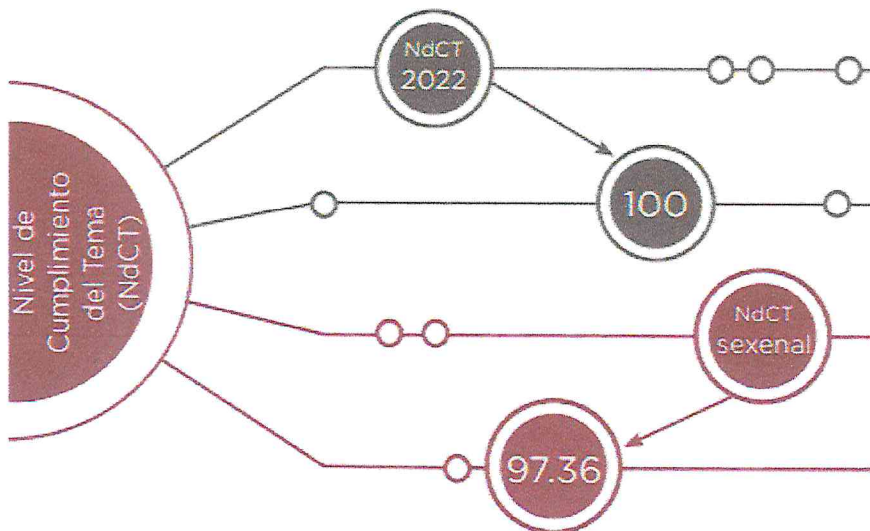 Nivel de
Cumplimiento
del Tema
(NdCT)
NdCT
2022
100
NdCT
sexenal
97.36